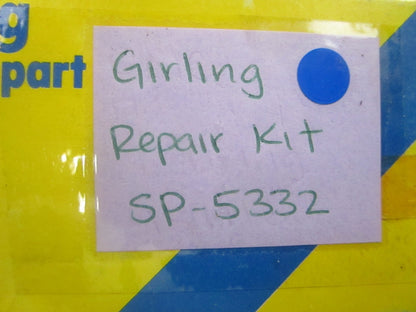 g
part
Girling
Repair Kit
SP-5332